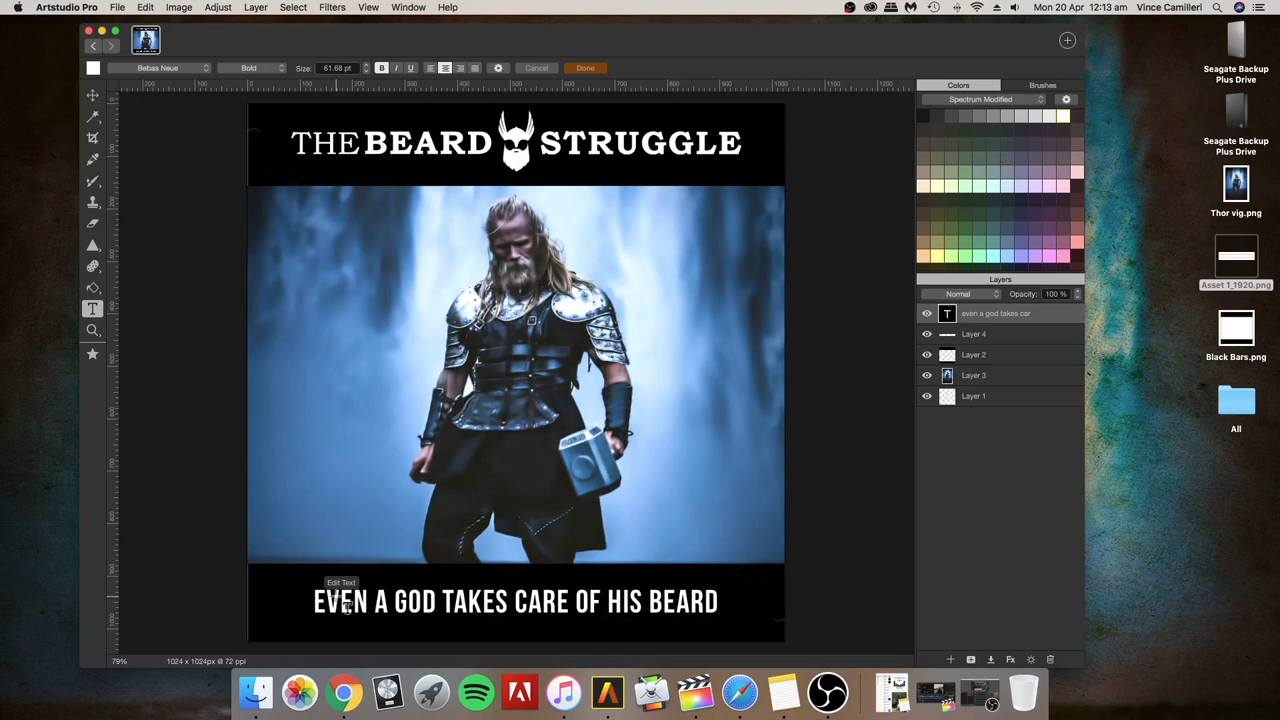 Artstudio Pro File Edit Image Adjust Layer Select Filters View Window Help Mon 20 Apr 12:13 am Vince Camilleri
Bebas Neue Bold Size: 61.68 pt B I U Cancel Done
Colors Brushes
Spectrum Modified
THE BEARD STRUGGLE
Layers
Normal Opacity: 100 %
T even a god takes car
Layer 4
Layer 2
Layer 3
Layer 1
Edit Text
EVEN A GOD TAKES CARE OF HIS BEARD
79% 1024 x 1024px @ 72 ppi
Fx
Seagate Backup
Plus Drive
Seagate Backup
Plus Drive
Thor vig.png
Asset 1_1920.png
Black Bars.png
All